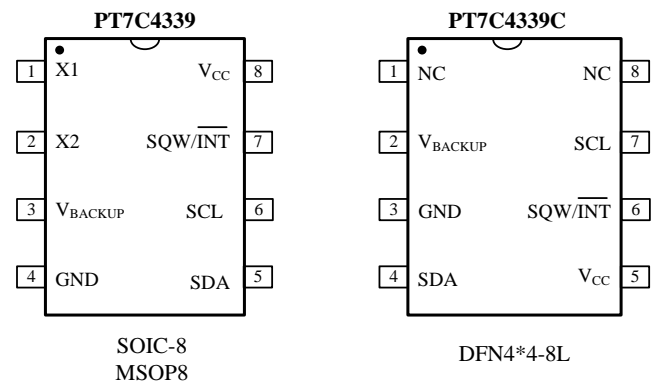 PT7C4339
1 X1 V_CC 8
2 X2 SQW/I̅N̅T̅ 7
3 V_BACKUP SCL 6
4 GND SDA 5
SOIC-8
MSOP8
PT7C4339C
1 NC NC 8
2 V_BACKUP SCL 7
3 GND SQW/I̅N̅T̅ 6
4 SDA V_CC 5
DFN4*4-8L